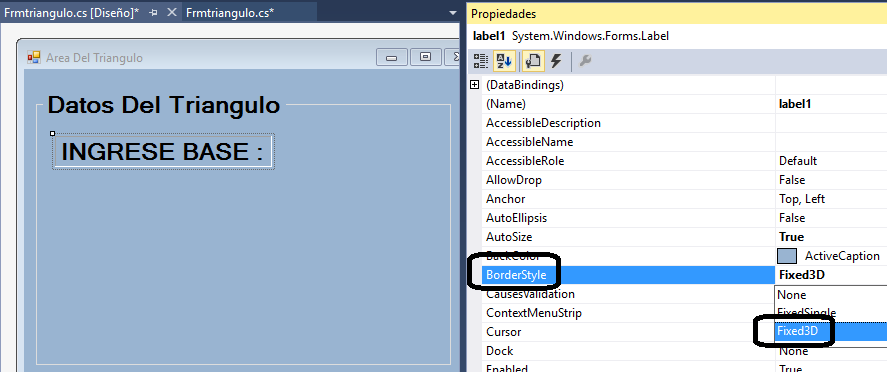 Frmtriangulo.cs [Diseño]* Frmtriangulo.cs*
Area Del Triangulo
Datos Del Triangulo
INGRESE BASE :
Propiedades
label1 System.Windows.Forms.Label
(DataBindings)
(Name) label1
AccessibleDescription
AccessibleName
AccessibleRole Default
AllowDrop False
Anchor Top, Left
AutoEllipsis False
AutoSize True
BackColor ActiveCaption
BorderStyle Fixed3D
CausesValidation None
ContextMenuStrip FixedSingle
Cursor Fixed3D
Dock None
Enabled True